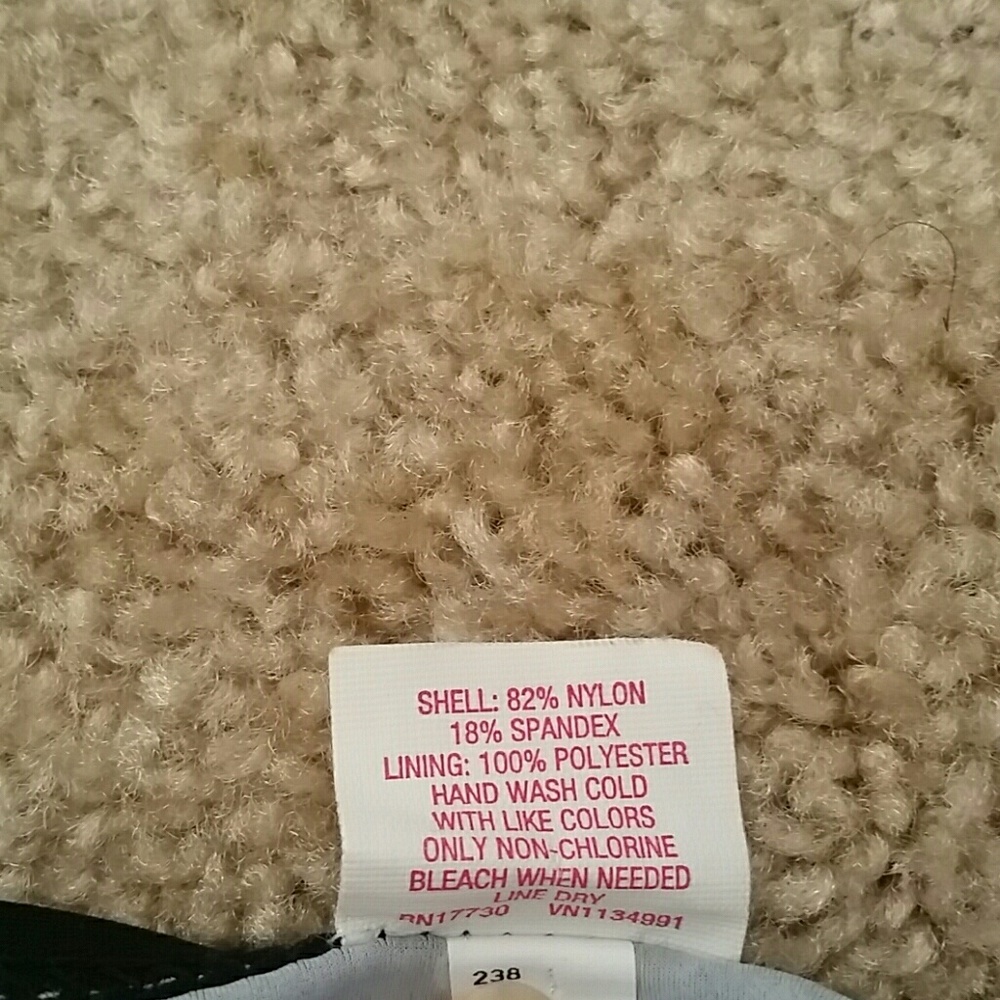 SHELL: 82% NYLON
18% SPANDEX
LINING: 100% POLYESTER
HAND WASH COLD
WITH LIKE COLORS
ONLY NON-CHLORINE
BLEACH WHEN NEEDED
LINE DRY
RN17730 VN1134991
238